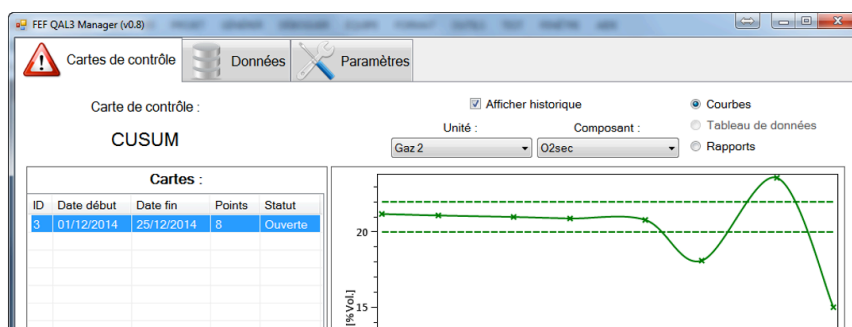 FEF QAL3 Manager (v0.8)
Cartes de contrôle
Données
Paramètres
Carte de contrôle :
CUSUM
Afficher historique
Unité :
Composant :
Gaz 2
O2sec
Courbes
Tableau de données
Rapports
Cartes :
ID Date début Date fin Points Statut
3 01/12/2014 25/12/2014 8 Ouverte
20
15
[%Vol.]